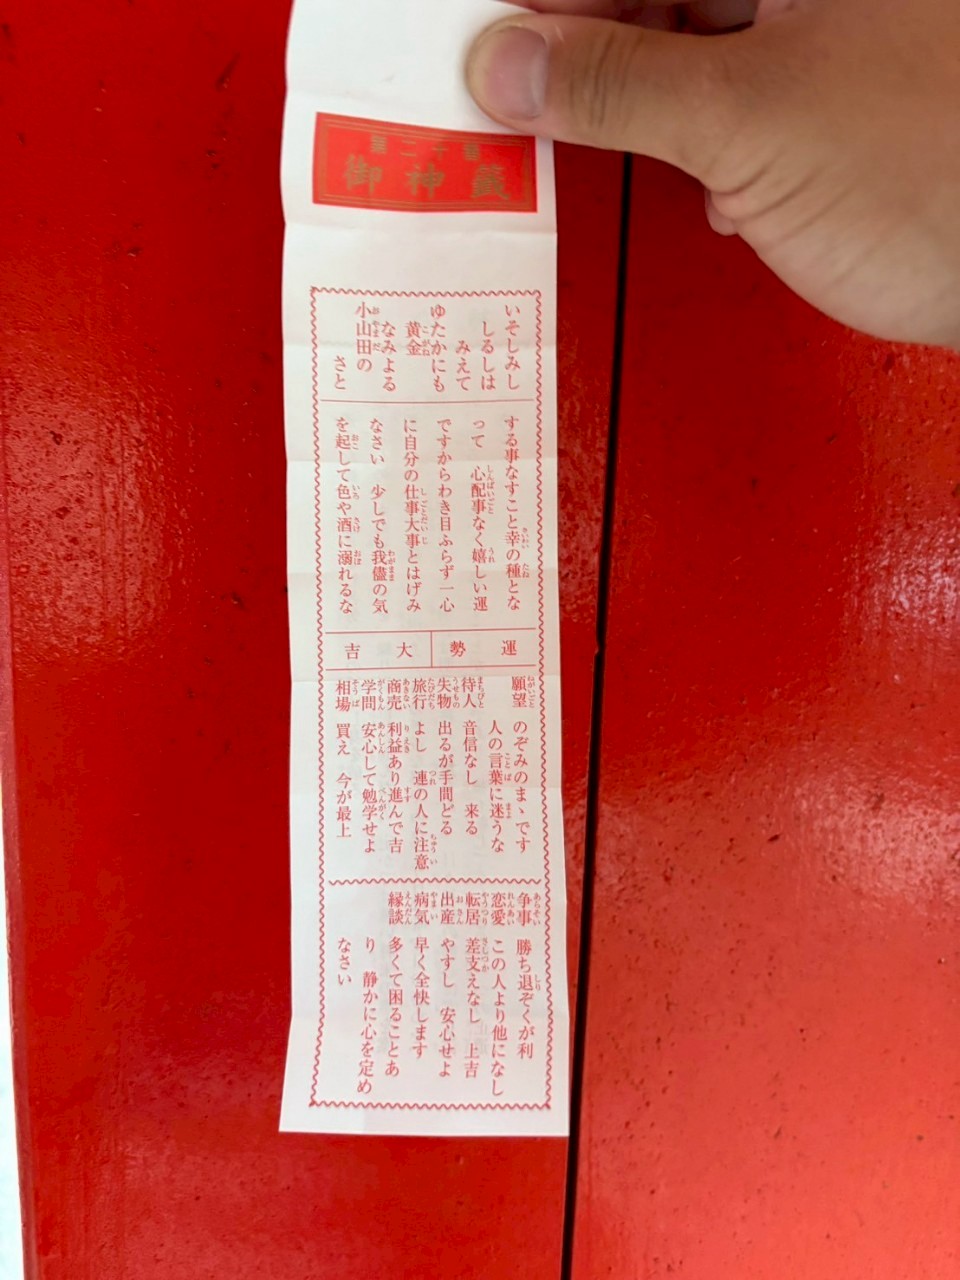 第二十番
御神籤
いそしみし
しるしは
みえて
ゆたかにも
黄金
なみよる
小山田の
さと
する事なすこと幸の種とな
って　心配事なく嬉しい運
ですからわき目ふらず一心
に自分の仕事大事とはげみ
なさい　少しでも我儘の気
を起して色や酒に溺れるな
運勢　大吉
願望　のぞみのまゝです
人の言葉に迷うな
待人　音信なし　来る
失物　出るが手間どる
旅行　よし　連の人に注意
商売　利益あり進んで吉
学問　安心して勉学せよ
相場　買え　今が最上
争事　勝ち退ぞくが利
恋愛　この人より他になし
転居　差支えなし　上吉
出産　やすし　安心せよ
病気　早く全快します
縁談　多くて困ることあ
り　静かに心を定め
なさい